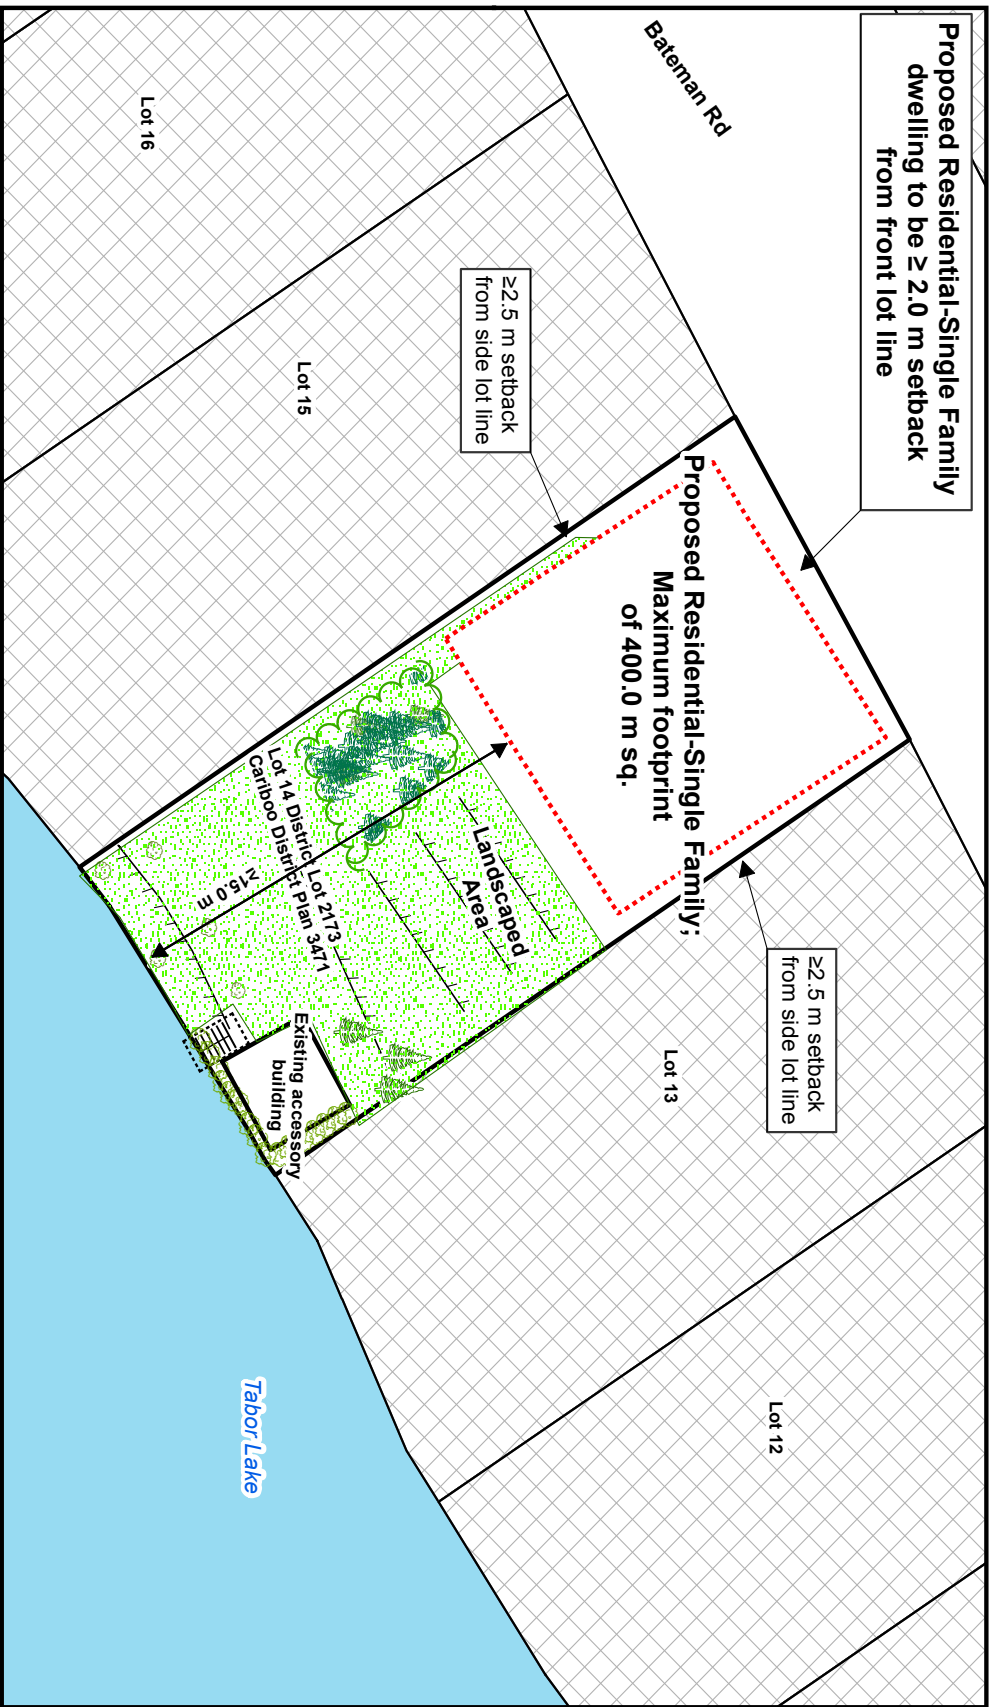 Proposed Residential-Single Family
dwelling to be ≥ 2.0 m setback
from front lot line
Bateman Rd
≥2.5 m setback
from side lot line
Proposed Residential-Single Family;
Maximum footprint
of 400.0 m sq.
≥2.5 m setback
from side lot line
Lot 16
Lot 15
Lot 13
Lot 12
Landscaped
Area
Lot 14 District Lot 2173
Cariboo District Plan 3471
≥15.0 m
Existing accessory
building
Tabor Lake